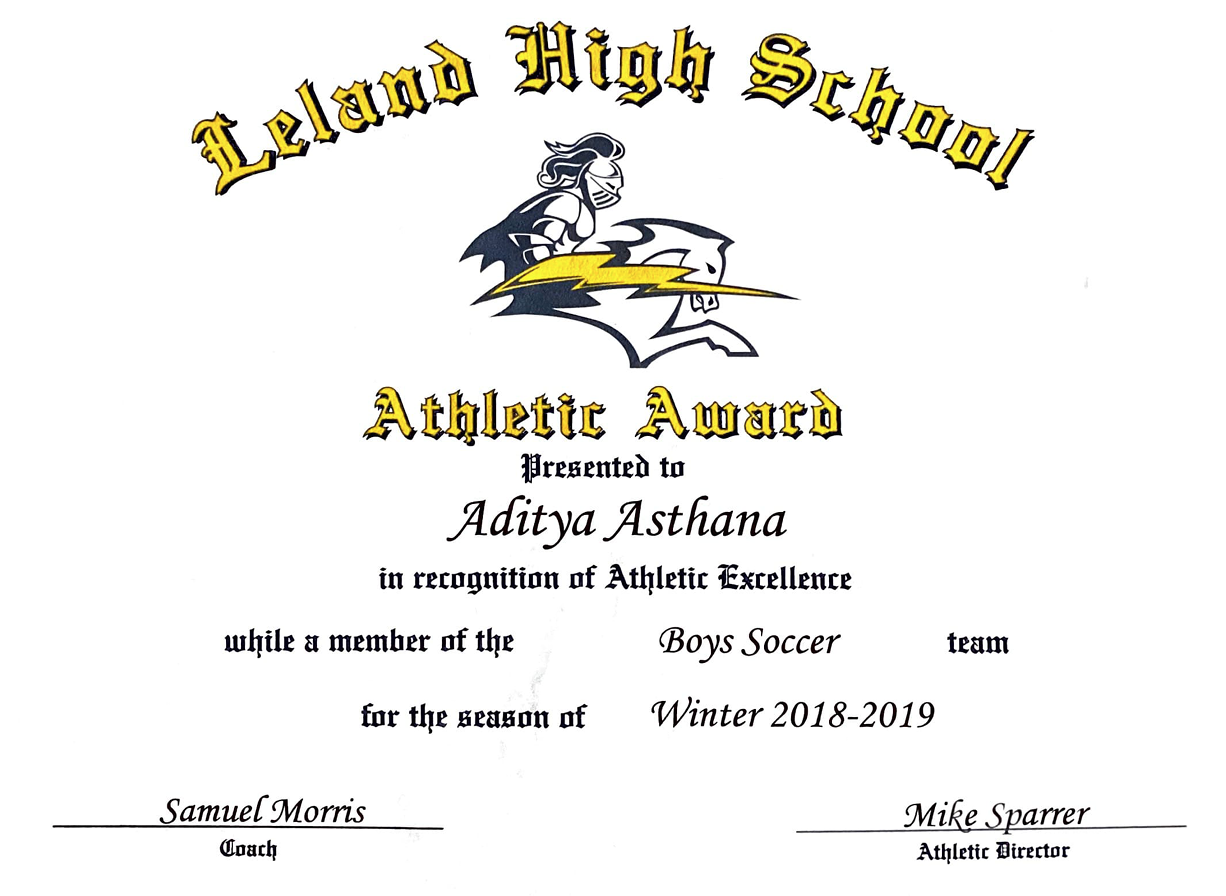 Leland High School
Athletic Award
Presented to
Aditya Asthana
in recognition of Athletic Excellence
while a member of the Boys Soccer team
for the season of Winter 2018-2019
Samuel Morris Mike Sparrer
Coach Athletic Director